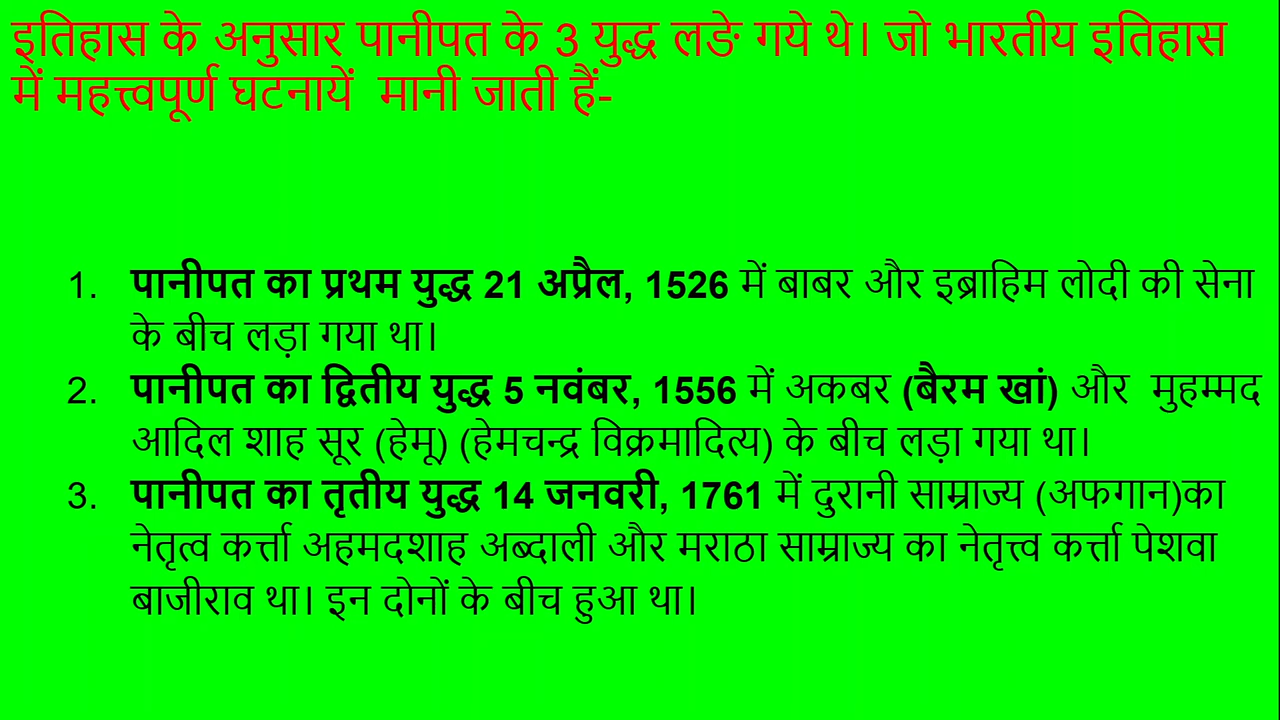 इतिहास के अनुसार पानीपत के 3 युद्ध लङे गये थे। जो भारतीय इतिहास
में महत्त्वपूर्ण घटनायें मानी जाती हैं-
1. पानीपत का प्रथम युद्ध 21 अप्रैल, 1526 में बाबर और इब्राहिम लोदी की सेना
के बीच लड़ा गया था।
2. पानीपत का द्वितीय युद्ध 5 नवंबर, 1556 में अकबर (बैरम खां) और मुहम्मद
आदिल शाह सूर (हेमू) (हेमचन्द्र विक्रमादित्य) के बीच लड़ा गया था।
3. पानीपत का तृतीय युद्ध 14 जनवरी, 1761 में दुरानी साम्राज्य (अफगान)का
नेतृत्व कर्त्ता अहमदशाह अब्दाली और मराठा साम्राज्य का नेतृत्त्व कर्त्ता पेशवा
बाजीराव था। इन दोनों के बीच हुआ था।